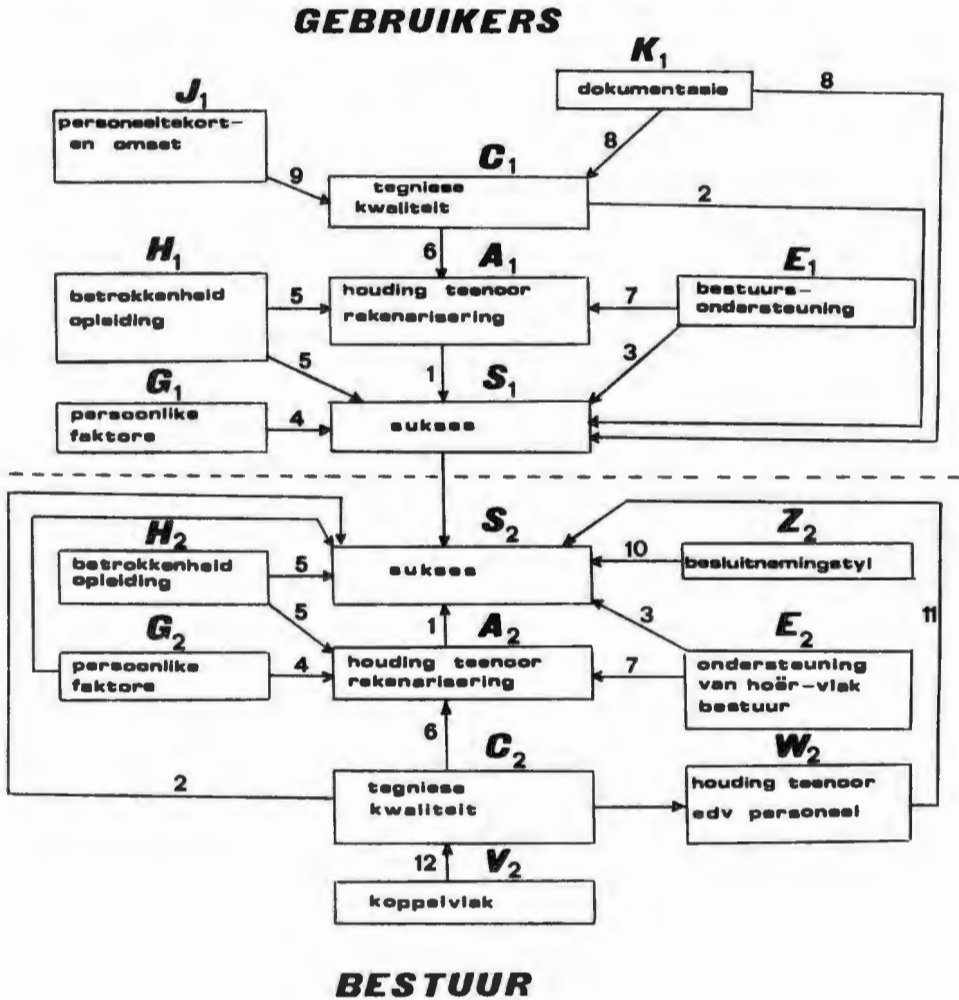 GEBRUIKERS
K1
dokumentasie
8
J1
personeeltekort-
en omset
8
9
C1
tegniese
kwaliteit
2
6
H1
betrokkenheid
opleiding
5
A1
houding teenoor
rekenarisering
7
E1
bestuurs-
ondersteuning
5
1
3
G1
persoonlike
faktore
4
S1
sukses
H2
betrokkenheid
opleiding
5
S2
sukses
10
Z2
besluitnemingstyl
5
1
3
11
G2
persoonlike
faktore
4
A2
houding teenoor
rekenarisering
7
E2
ondersteuning
van hoër-vlak
bestuur
6
2
C2
tegniese
kwaliteit
W2
houding teenoor
edv personeel
12
V2
koppelvlak
BESTUUR